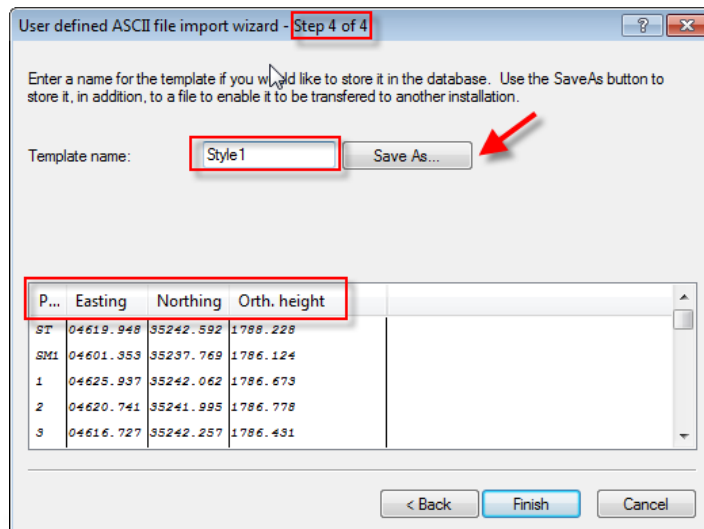 User defined ASCII file import wizard - Step 4 of 4
Enter a name for the template if you would like to store it in the database. Use the SaveAs button to
store it, in addition, to a file to enable it to be transfered to another installation.
Template name: Style1 Save As...
P... Easting Northing Orth. height
ST 04619.948 35242.592 1788.228
SM1 04601.353 35237.769 1786.124
1 04625.937 35242.062 1786.673
2 04620.741 35241.995 1786.778
3 04616.727 35242.257 1786.431
< Back Finish Cancel